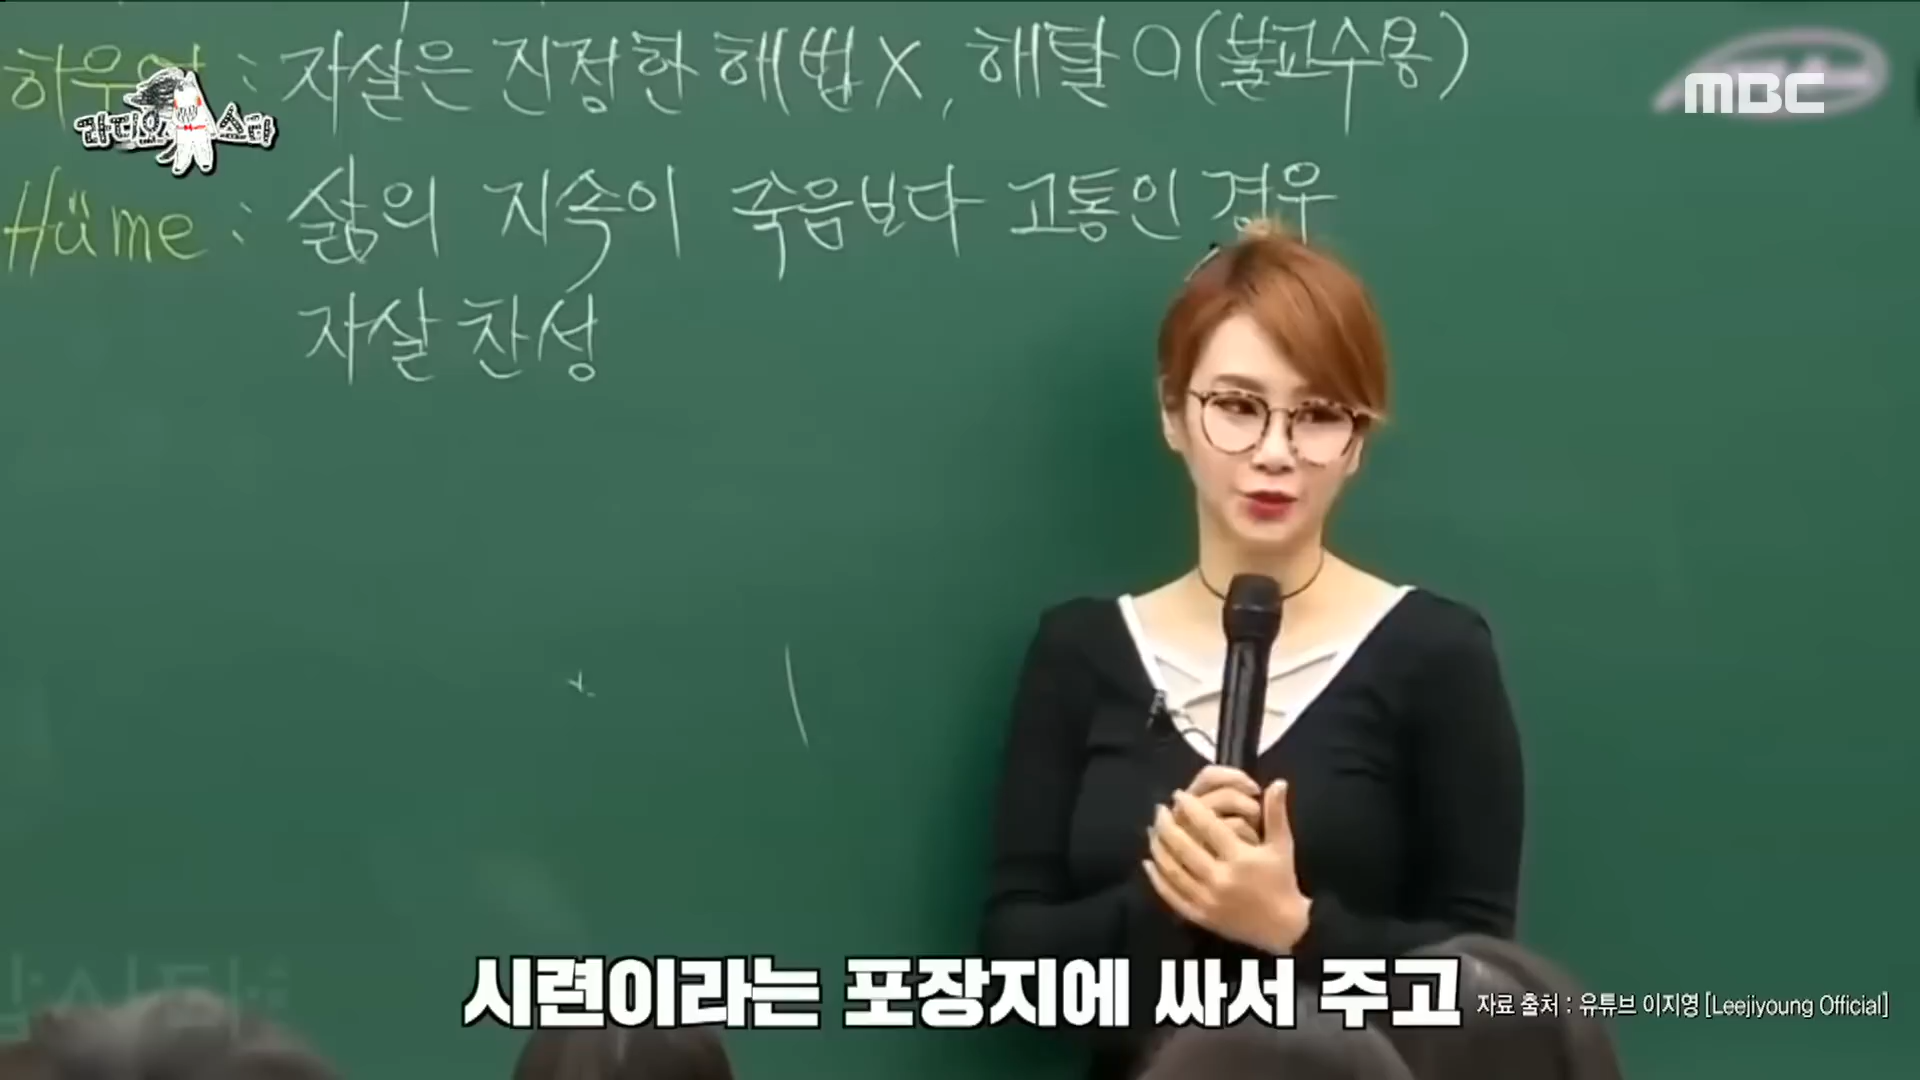 하우얼 : 자살은 진정한 해법 X, 해탈 O (불교수용)
라디오스타
MBC
Hüme : 삶의 지속이 죽음보다 고통인 경우
자살 찬성
시련이라는 포장지에 싸서 주고
자료 출처 : 유튜브 이지영 [Leejiyoung Official]